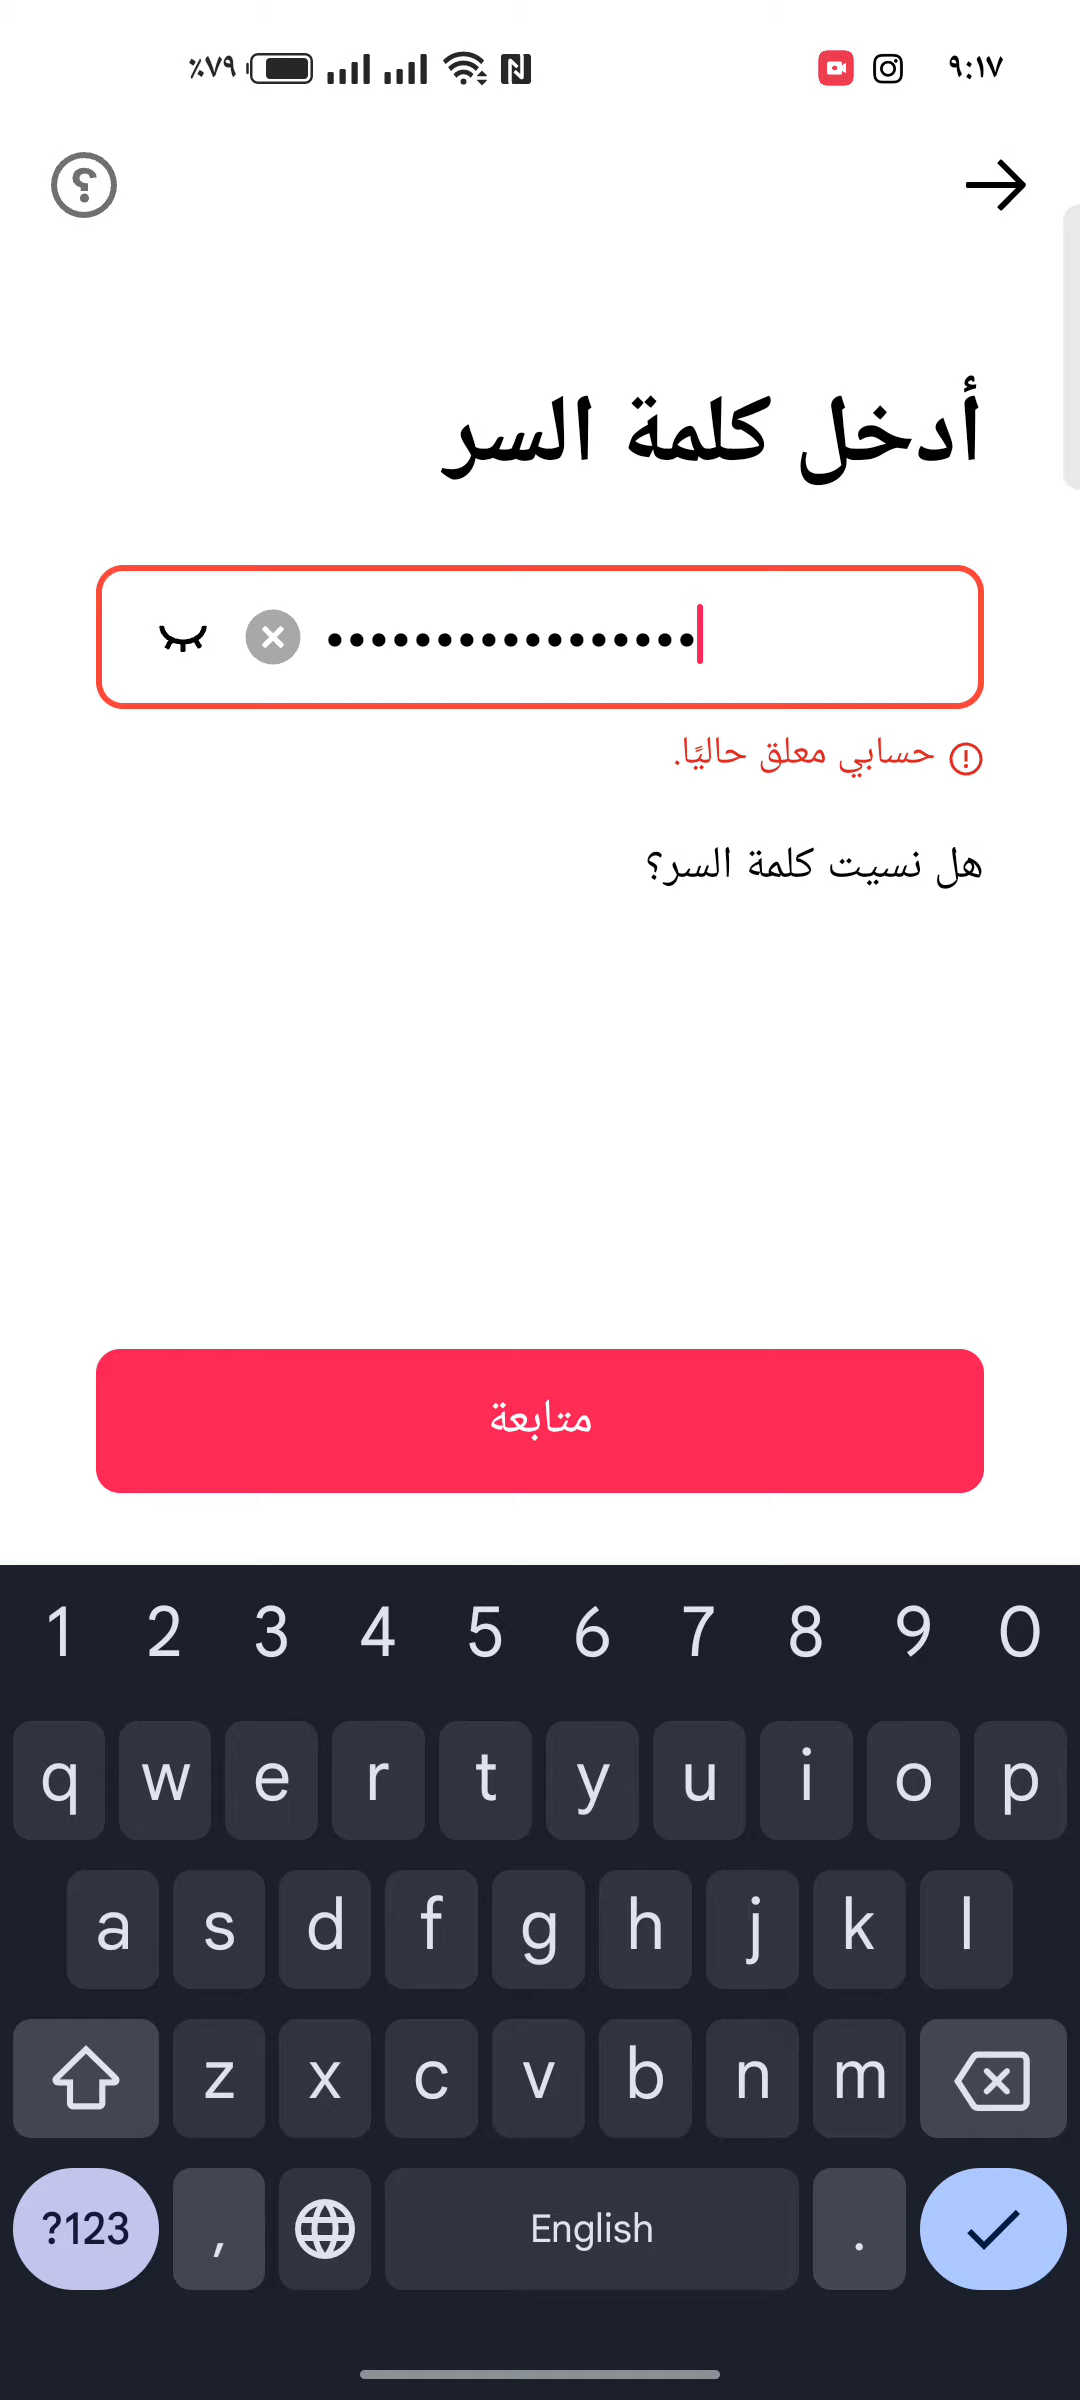 ٩:١٧ ٪٧٩
أدخل كلمة السر
حسابي معلق حاليًا.
هل نسيت كلمة السر؟
متابعة
1 2 3 4 5 6 7 8 9 0
q w e r t y u i o p
a s d f g h j k l
z x c v b n m
?123 , English .